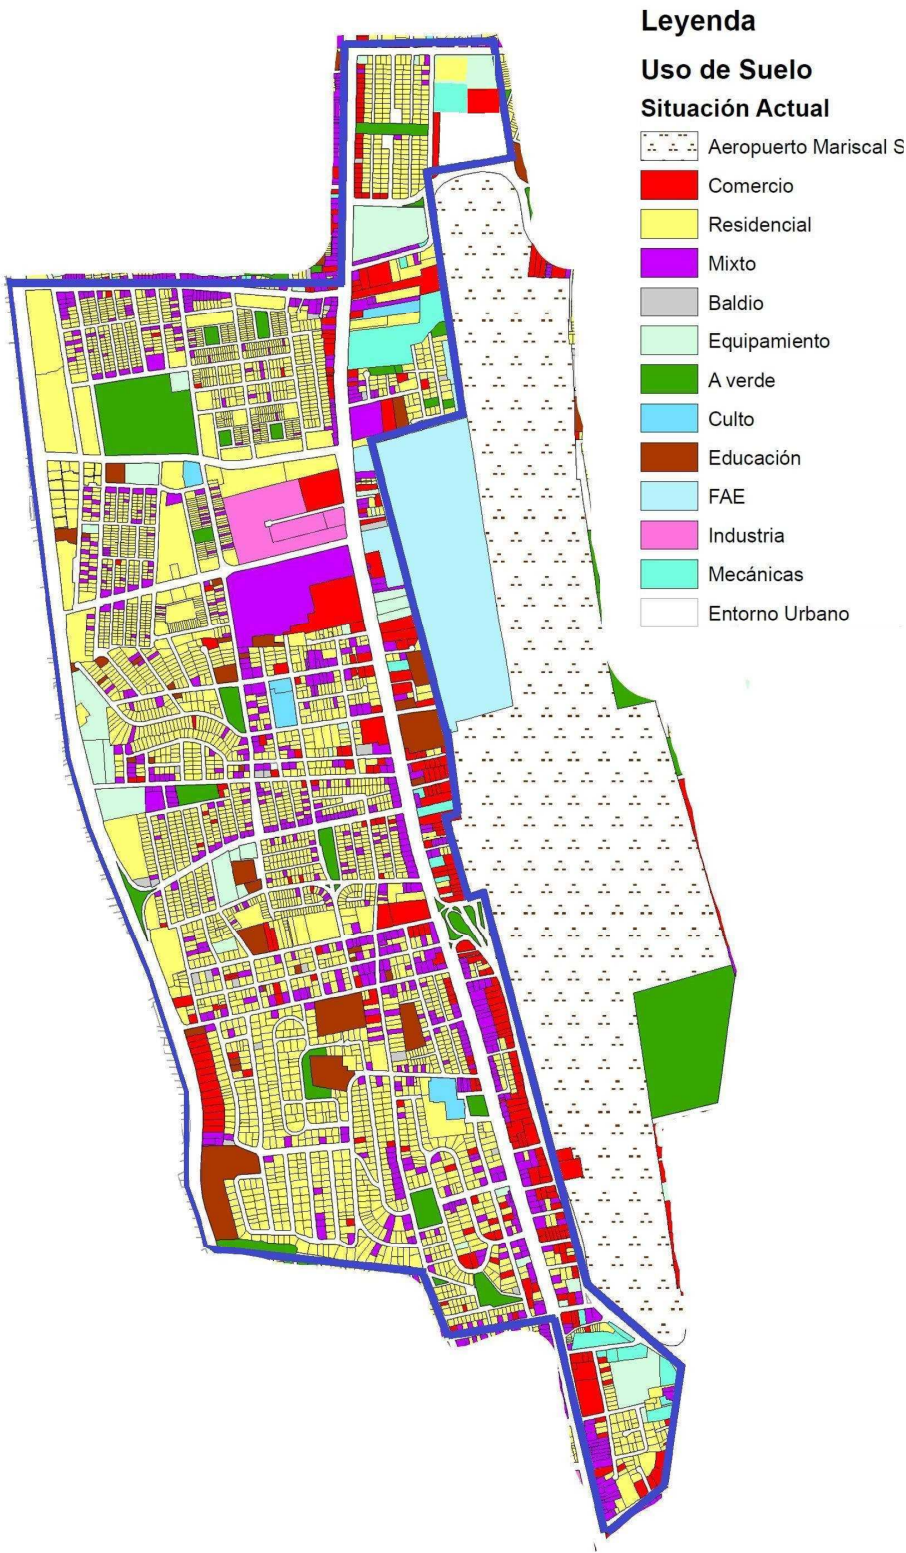 Leyenda
Uso de Suelo
Situación Actual
Aeropuerto Mariscal S
Comercio
Residencial
Mixto
Baldio
Equipamiento
A verde
Culto
Educación
FAE
Industria
Mecánicas
Entorno Urbano